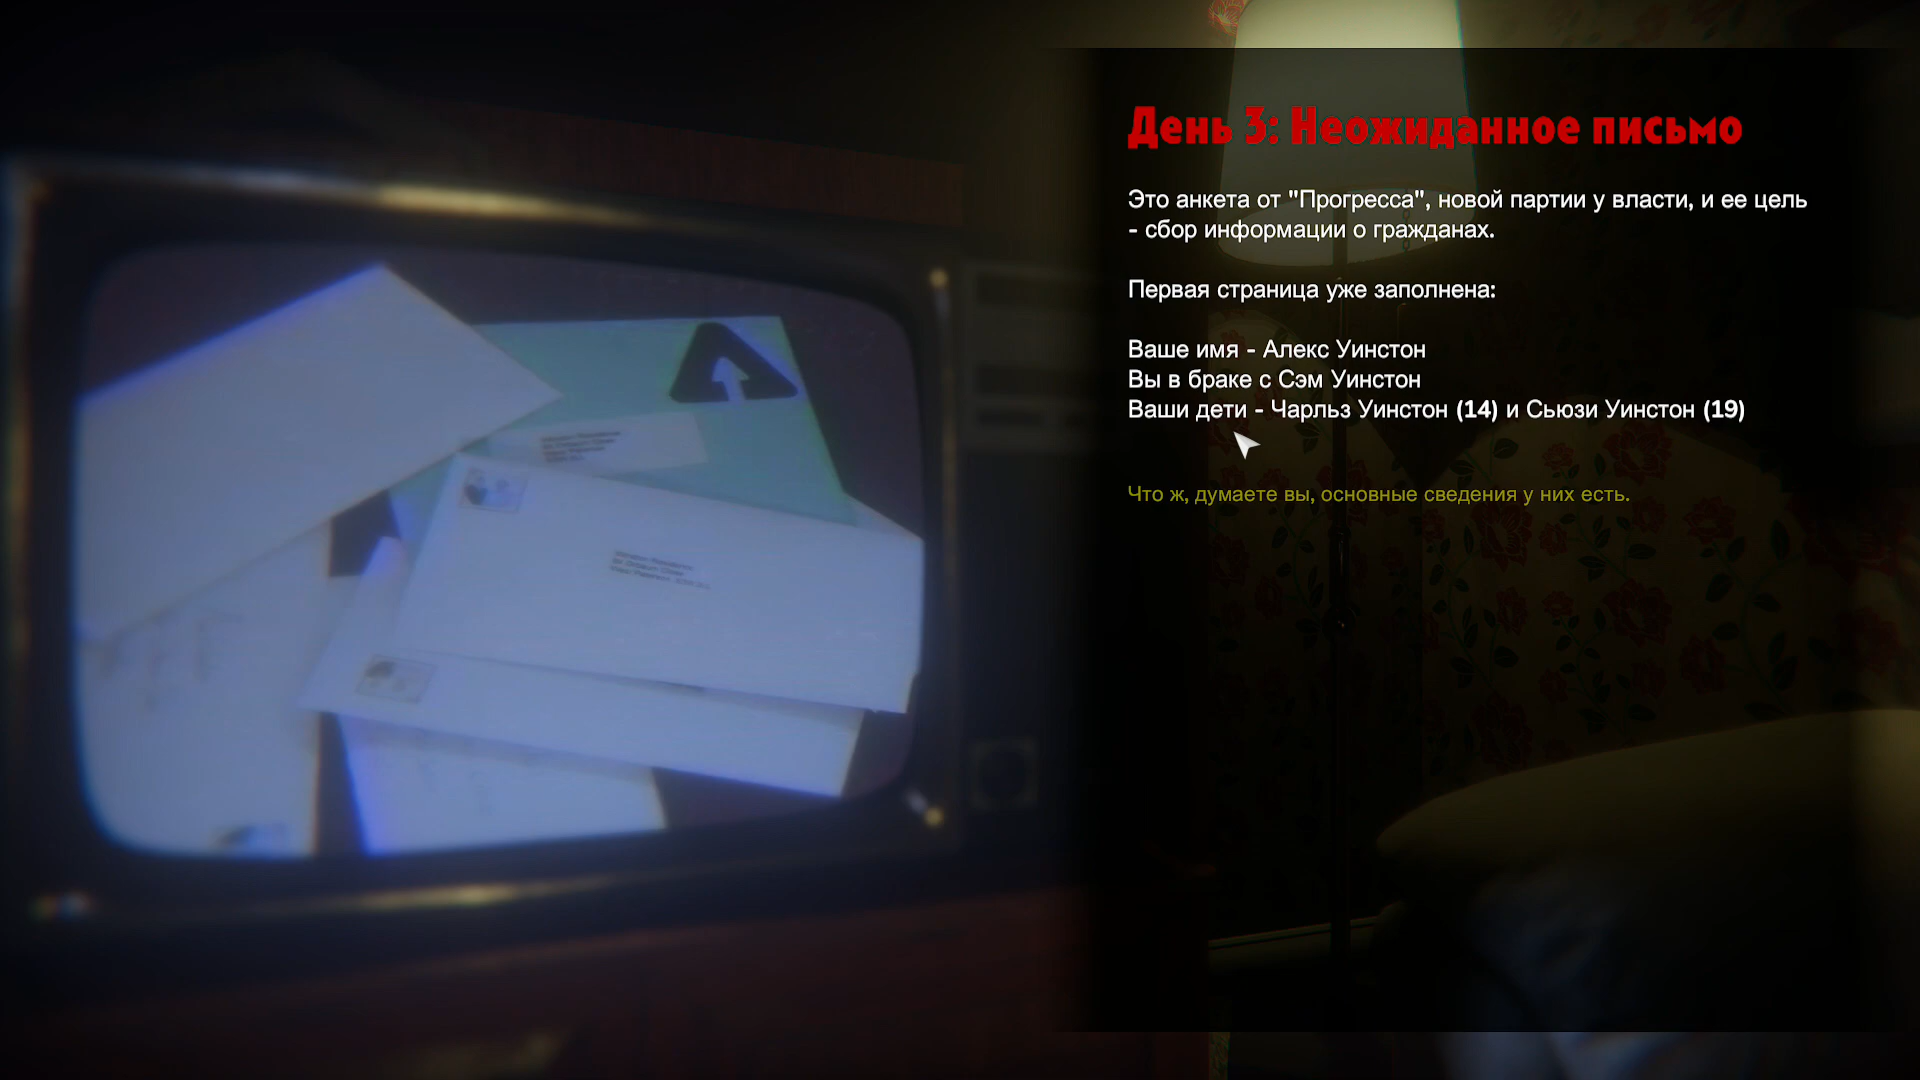 День 3: Неожиданное письмо
Это анкета от "Прогресса", новой партии у власти, и ее цель
- сбор информации о гражданах.
Первая страница уже заполнена:
Ваше имя - Алекс Уинстон
Вы в браке с Сэм Уинстон
Ваши дети - Чарльз Уинстон (14) и Сьюзи Уинстон (19)
Что ж, думаете вы, основные сведения у них есть.